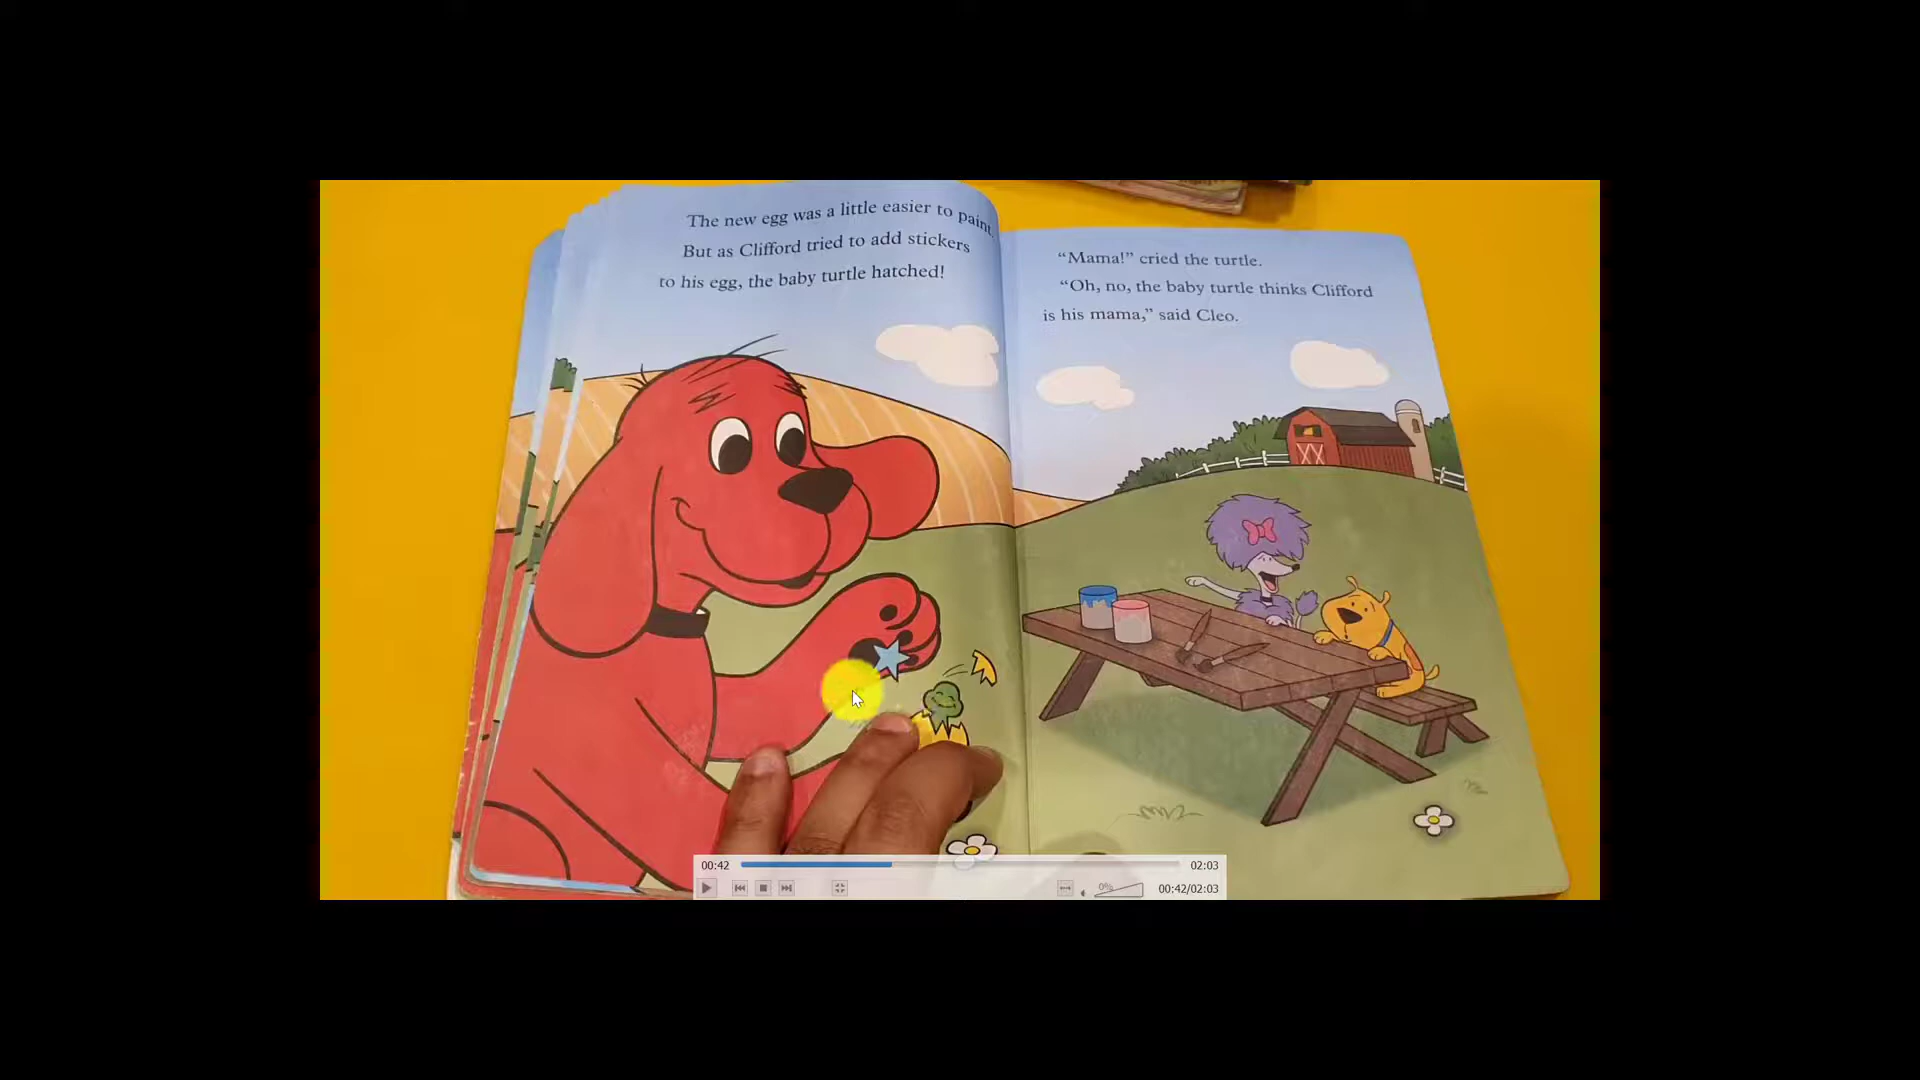 The new egg was a little easier to paint.
But as Clifford tried to add stickers
to his egg, the baby turtle hatched!
“Mama!” cried the turtle.
“Oh, no, the baby turtle thinks Clifford
is his mama,” said Cleo.
00:42
02:03
0%
00:42/02:03